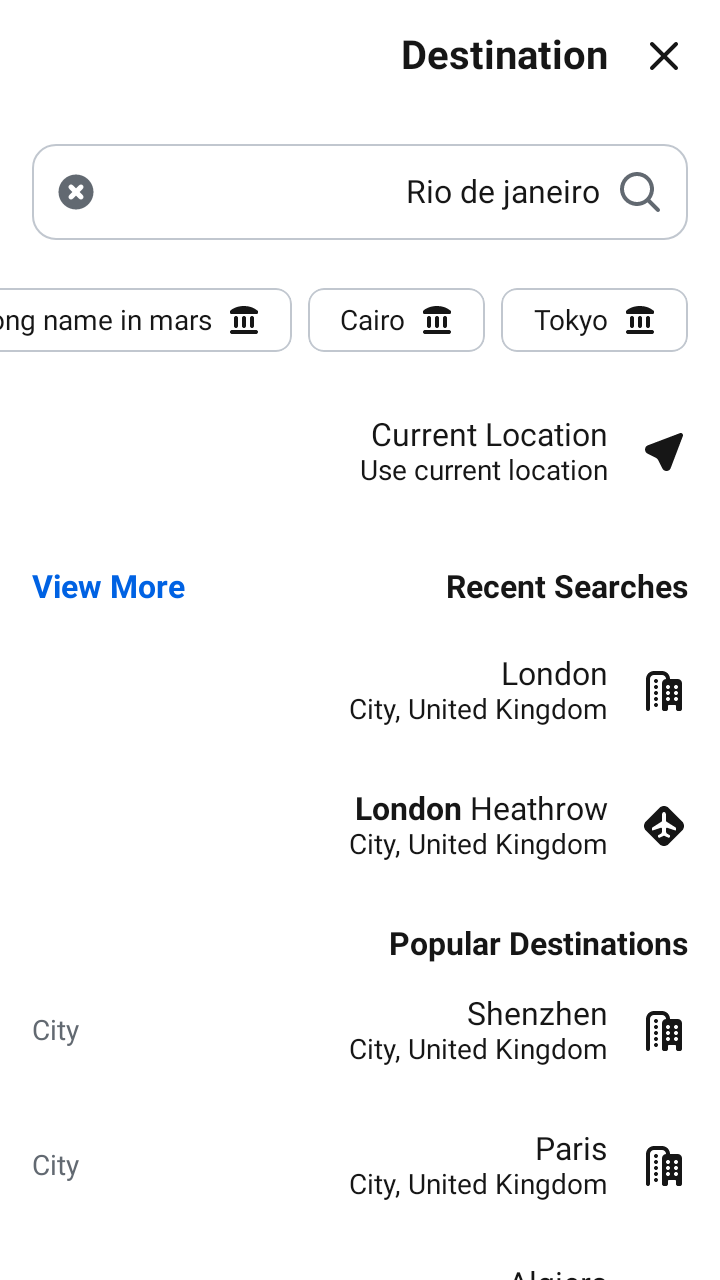 Destination
Rio de janeiro
Tokyo
Cairo
ong name in mars
Current Location
Use current location
Recent Searches
View More
London
City, United Kingdom
London Heathrow
City, United Kingdom
Popular Destinations
Shenzhen
City, United Kingdom
City
Paris
City, United Kingdom
City